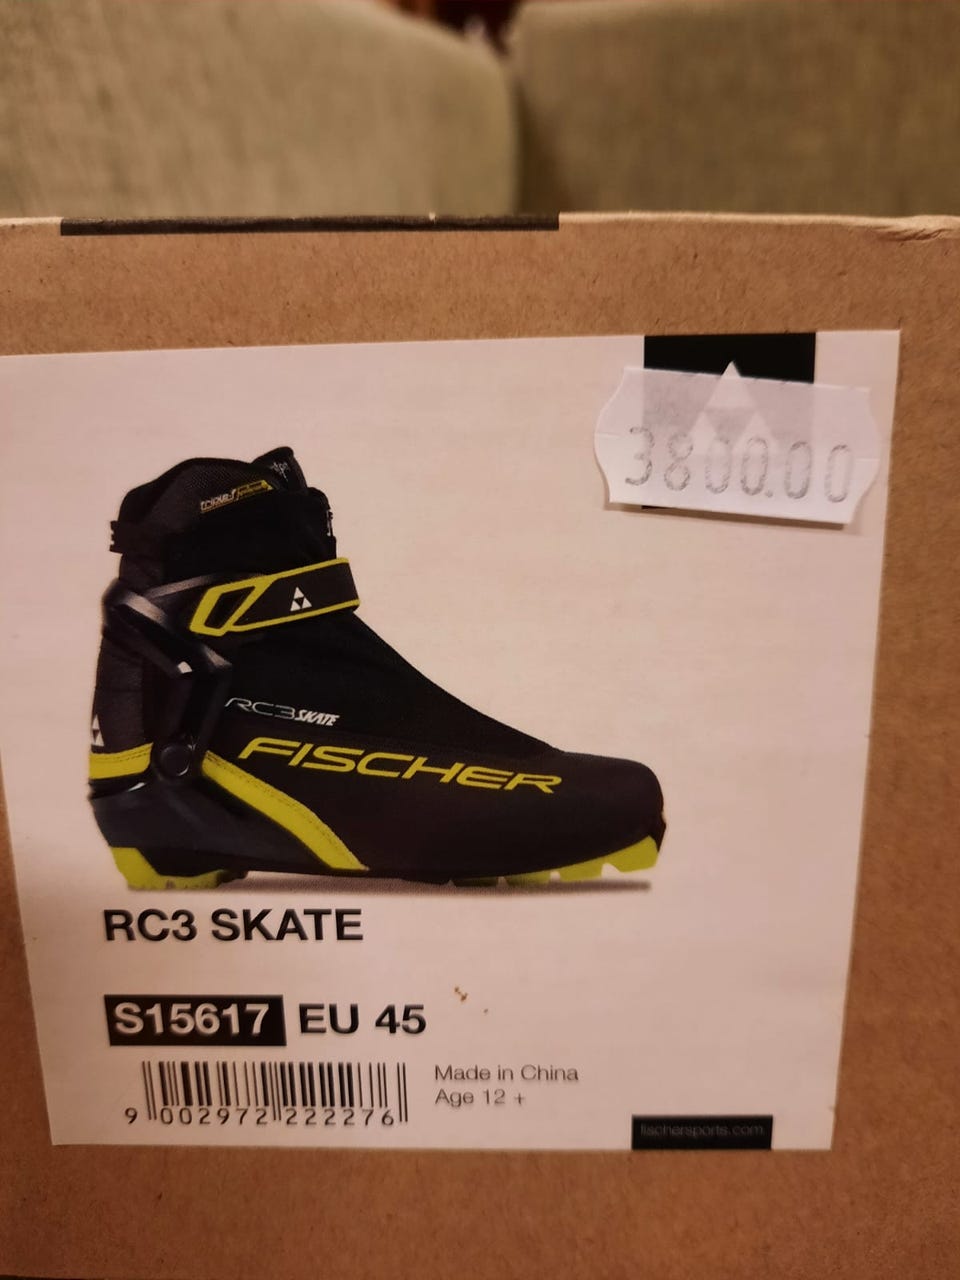 3800.00
RC3 SKATE
FISCHER
RC3 SKATE
S15617 EU 45
Made in China
Age 12 +
9 002972 222276
fischersports.com